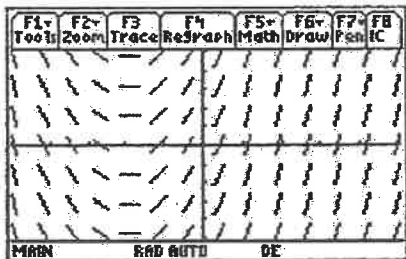 F1 F2 F3 F4 F5 F6 F7 F8
Tools Zoom Trace ReGraph Math Draw Pen IC
MAIN RAD AUTO DE